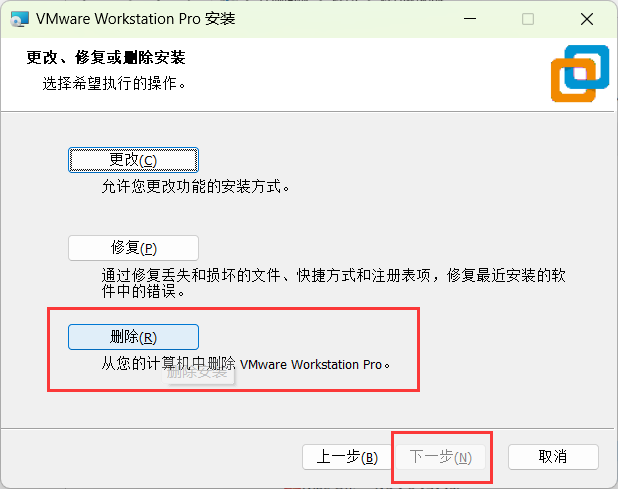 VMware Workstation Pro 安装
更改、修复或删除安装
选择希望执行的操作。
更改(C)
允许您更改功能的安装方式。
修复(P)
通过修复丢失和损坏的文件、快捷方式和注册表项，修复最近安装的软
件中的错误。
删除(R)
从您的计算机中删除 VMware Workstation Pro。
删除安装
上一步(B)
下一步(N)
取消